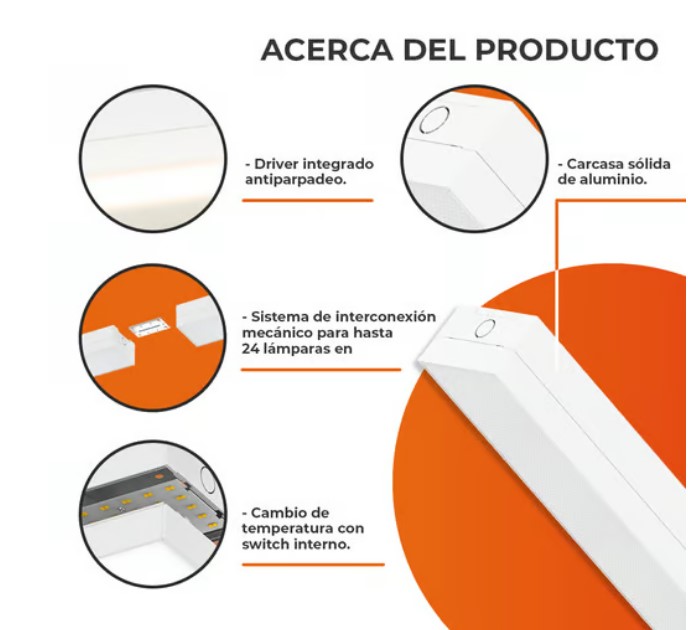 ACERCA DEL PRODUCTO
- Driver integrado
antiparpadeo.
- Carcasa sólida
de aluminio.
- Sistema de interconexión
mecánico para hasta
24 lámparas en
- Cambio de
temperatura con
switch interno.